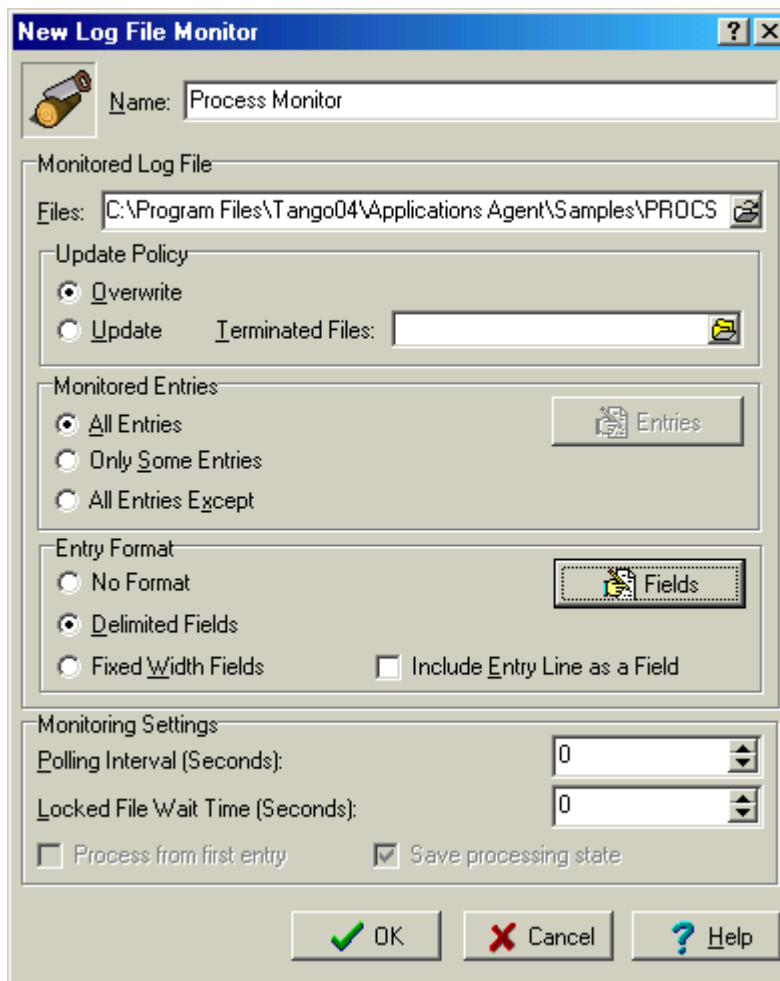 New Log File Monitor
Name: Process Monitor
Monitored Log File
Files: C:\Program Files\Tango04\Applications Agent\Samples\PROCS
Update Policy
Overwrite
Update Terminated Files:
Monitored Entries
All Entries Entries
Only Some Entries
All Entries Except
Entry Format
No Format Fields
Delimited Fields
Fixed Width Fields Include Entry Line as a Field
Monitoring Settings
Polling Interval (Seconds): 0
Locked File Wait Time (Seconds): 0
Process from first entry Save processing state
OK Cancel ? Help